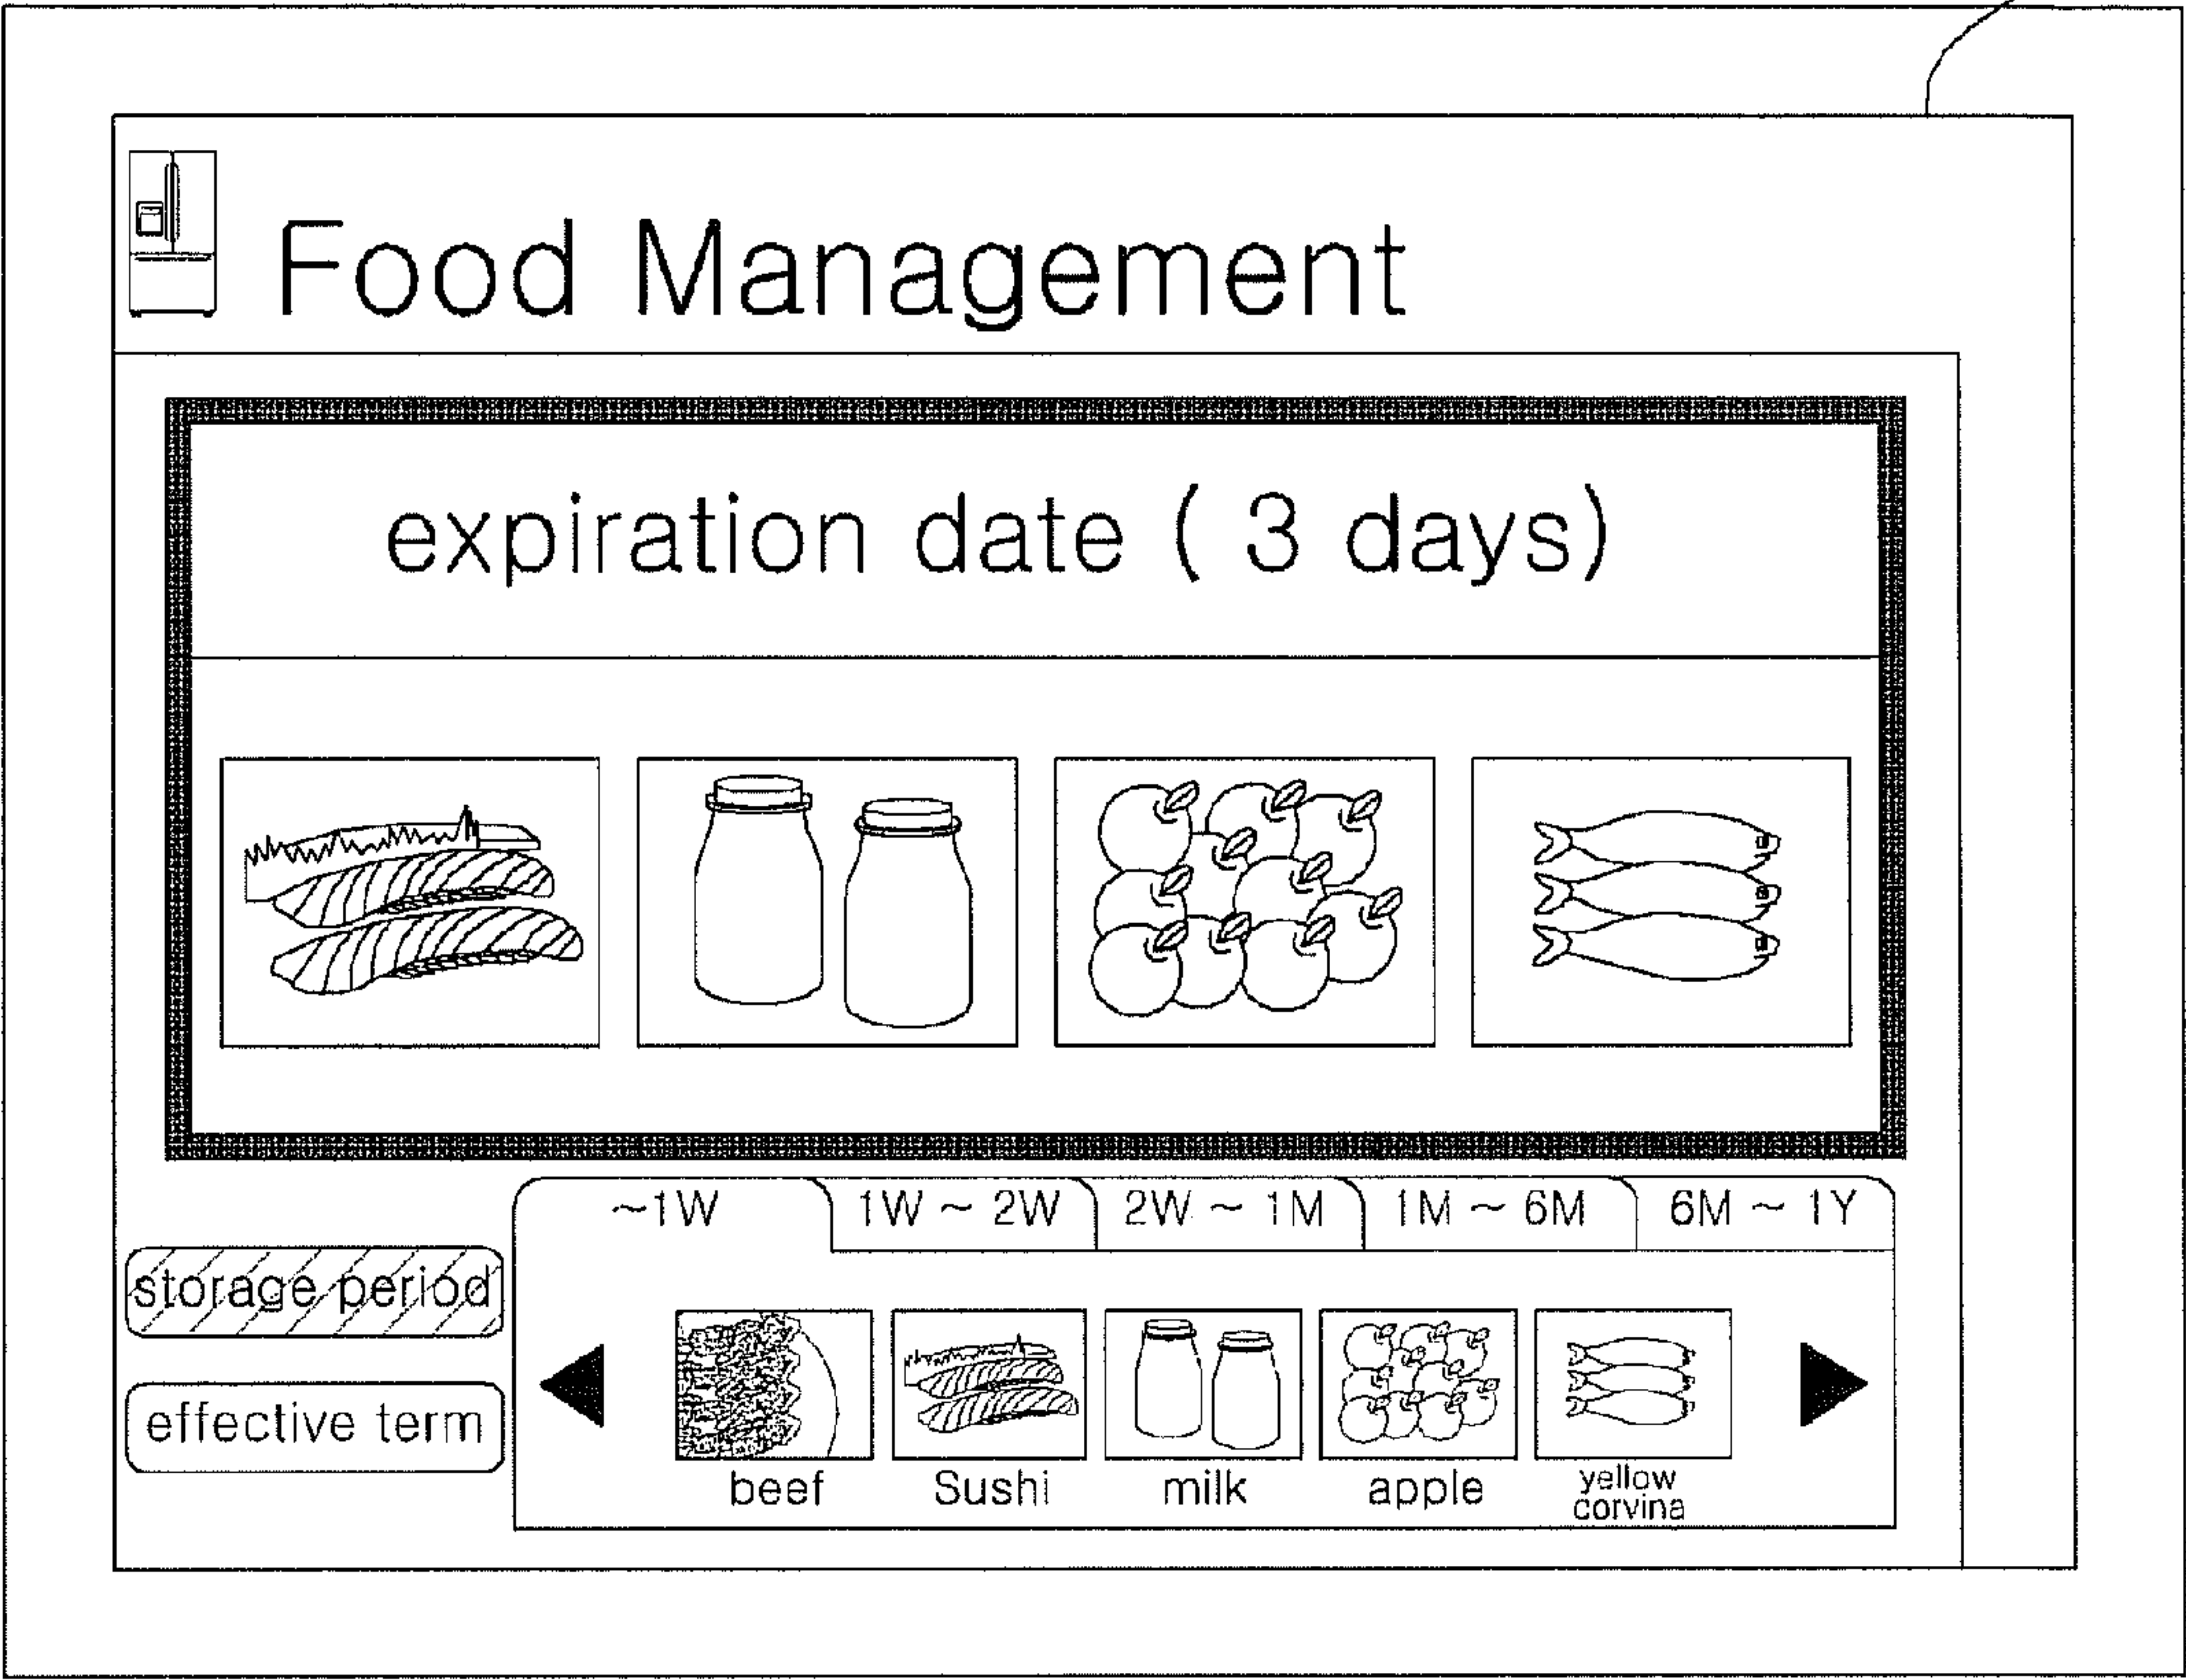 Food Management
expiration date ( 3 days)
~1W 1W ~ 2W 2W ~ 1M 1M ~ 6M 6M ~ 1Y
storage period
effective term
beef Sushi milk apple yellow corvina